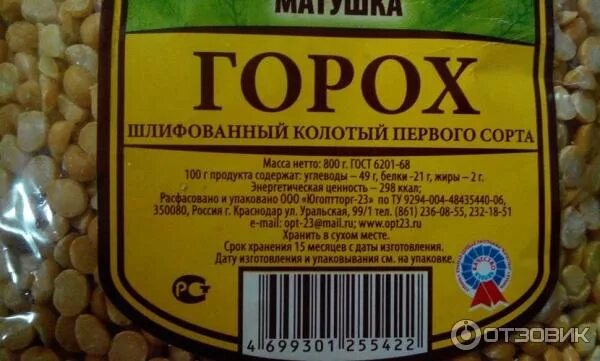 МАТУШКА
ГОРОХ
ШЛИФОВАННЫЙ КОЛОТЫЙ ПЕРВОГО СОРТА
Масса нетто: 800 г. ГОСТ 6201-68
100 г продукта содержат: углеводы – 49 г, белки -21 г, жиры – 2 г.
Энергетическая ценность – 298 ккал;
Расфасовано и упаковано ООО «Югоптторг-23» по ТУ 9294-004-48435440-06,
350080, Россия г. Краснодар ул. Уральская, 99/1 тел. (861) 236-08-55, 232-18-51
e-mail: opt-23@mail.ru; www.opt23.ru
Хранить в сухом месте.
Срок хранения 15 месяцев с даты изготовления.
Дату изготовления и упаковывания см. на упаковке.
РСТ
КАЧЕСТВО
4 699301 255422
ОТЗОВИК